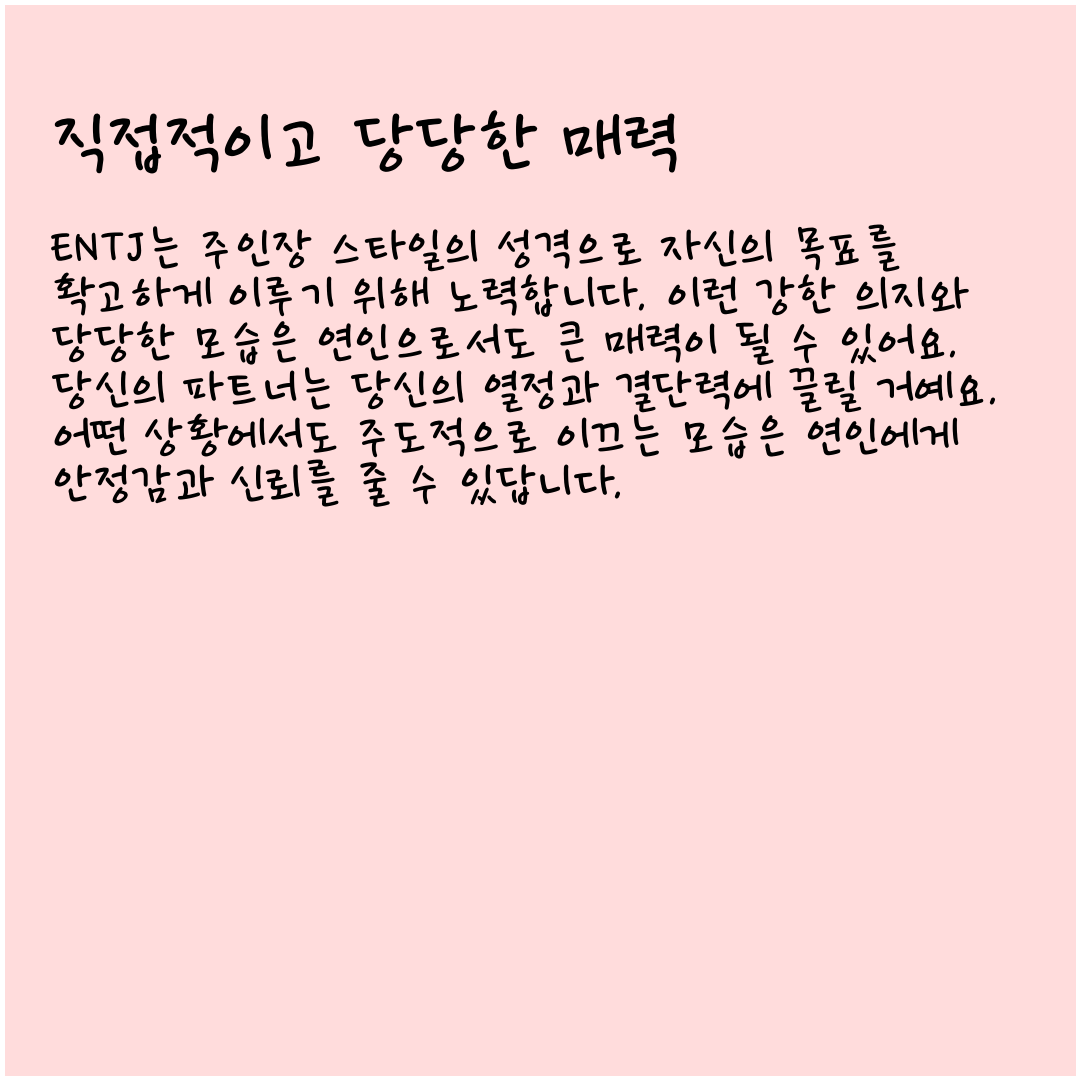 직접적이고 당당한 매력
ENTJ는 주인장 스타일의 성격으로 자신의 목표를
확고하게 이루기 위해 노력합니다. 이런 강한 의지와
당당한 모습은 연인으로서도 큰 매력이 될 수 있어요.
당신의 파트너는 당신의 열정과 결단력에 끌릴 거예요.
어떤 상황에서도 주도적으로 이끄는 모습은 연인에게
안정감과 신뢰를 줄 수 있답니다.